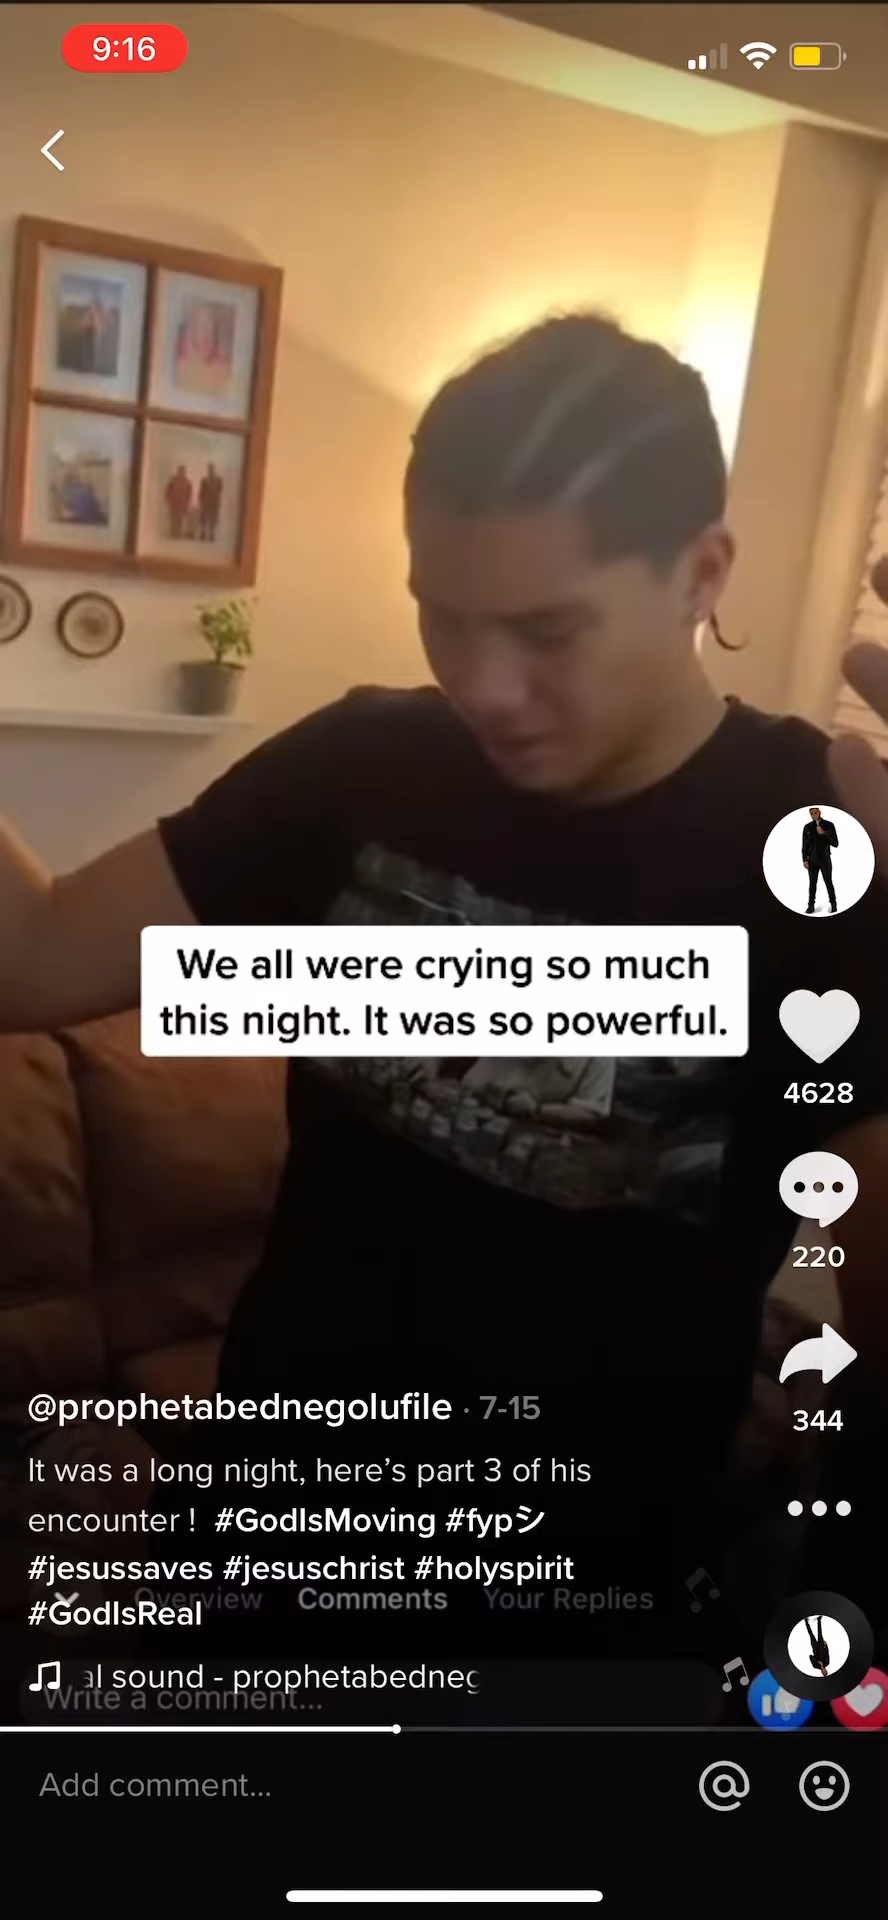 9:16
We all were crying so much
this night. It was so powerful.
4628
220
344
@prophetabednegolufile · 7-15
It was a long night, here's part 3 of his
encounter ! #GodIsMoving #fypシ
#jesussaves #jesuschrist #holyspirit
Overview Comments Your Replies
#GodIsReal
al sound - prophetabedneg
Write a comment...
Add comment...